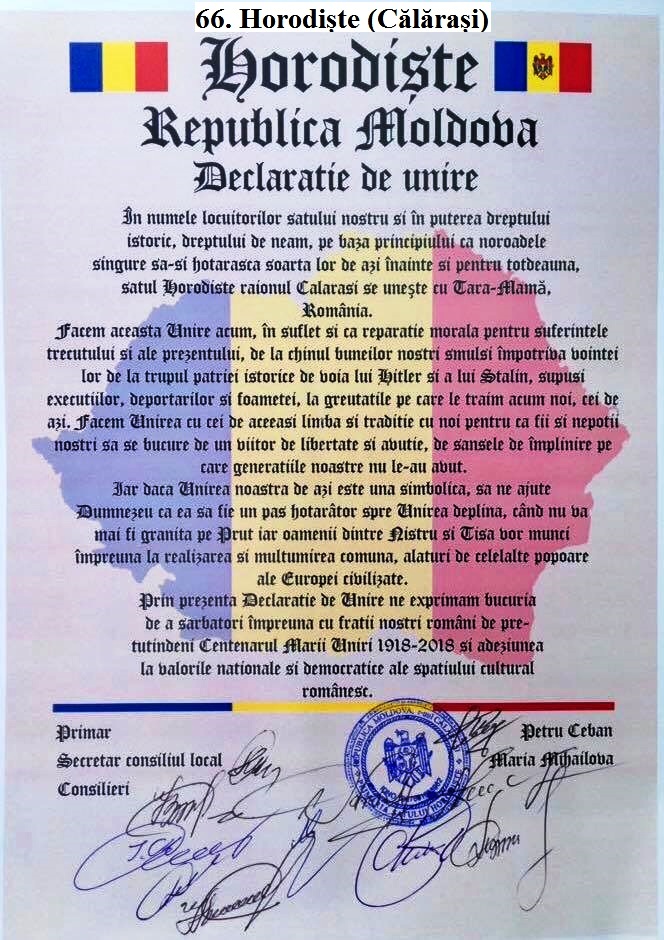 66. Horodiște (Călărași)
Horodiște
Republica Moldova
Declaratie de unire
În numele locuitorilor satului nostru si în puterea dreptului
istoric, dreptului de neam, pe baza principiului ca noroadele
singure sa-si hotarasca soarta lor de azi înainte si pentru totdeauna,
satul Horodiste raionul Calarasi se unește cu Tara-Mamă,
România.
Facem aceasta Unire acum, în suflet si ca reparatie morala pentru suferintele
trecutului si ale prezentului, de la chinul buneilor nostri smulsi împotriva vointei
lor de la trupul patriei istorice de voia lui Hitler si a lui Stalin, supusi
executiilor, deportarilor si foametei, la greutatile pe care le traim acum noi, cei de
azi. Facem Unirea cu cei de aceeasi limba si traditie cu noi pentru ca fii si nepotii
nostri sa se bucure de un viitor de libertate si avutie, de sansele de împlinire pe
care generatiile noastre nu le-au avut.
Iar daca Unirea noastra de azi este una simbolica, sa ne ajute
Dumnezeu ca ea sa fie un pas hotarâtor spre Unirea deplina, când nu va
mai fi granita pe Prut iar oamenii dintre Nistru si Tisa vor munci
împreuna la realizarea si multumirea comuna, alaturi de celelalte popoare
ale Europei civilizate.
Prin prezenta Declaratie de Unire ne exprimam bucuria
de a sarbatori împreuna cu fratii nostri români de pre-
tutindeni Centenarul Marii Uniri 1918-2018 si adeziunea
la valorile nationale si democratice ale spatiului cultural
românesc.
Primar Petru Ceban
Secretar consiliul local Maria Mihailova
Consilieri
REPUBLICA MOLDOVA
SATULUI